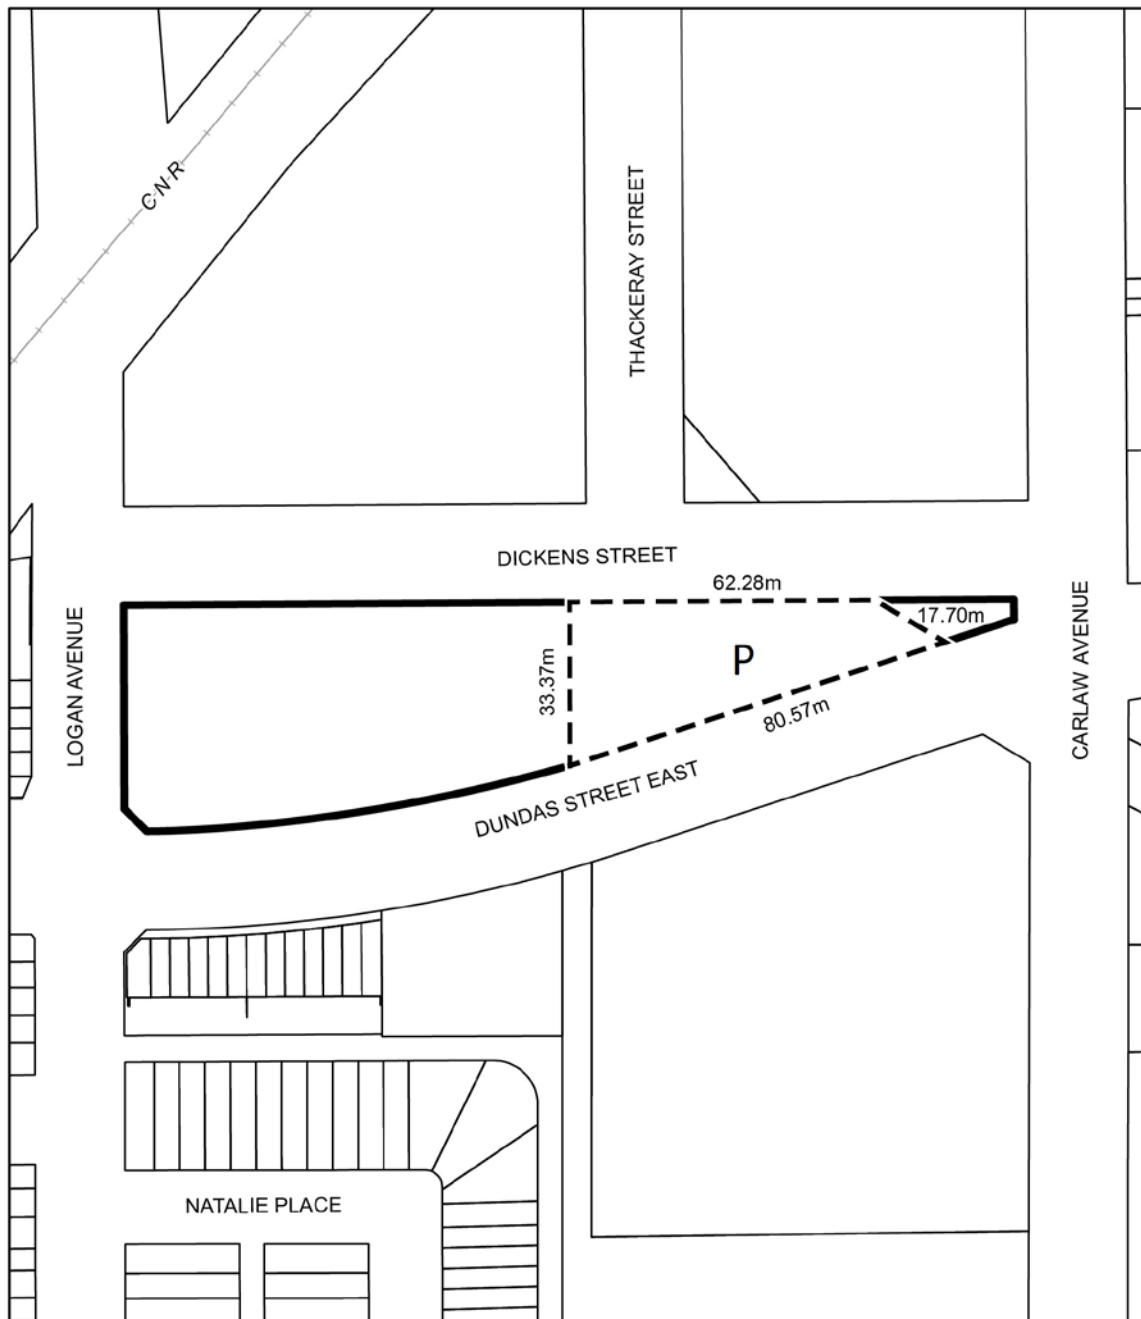 C-N-R
THACKERAY STREET
DICKENS STREET
62.28m
17.70m
LOGAN AVENUE
33.37m
P
80.57m
CARLAW AVENUE
DUNDAS STREET EAST
NATALIE PLACE